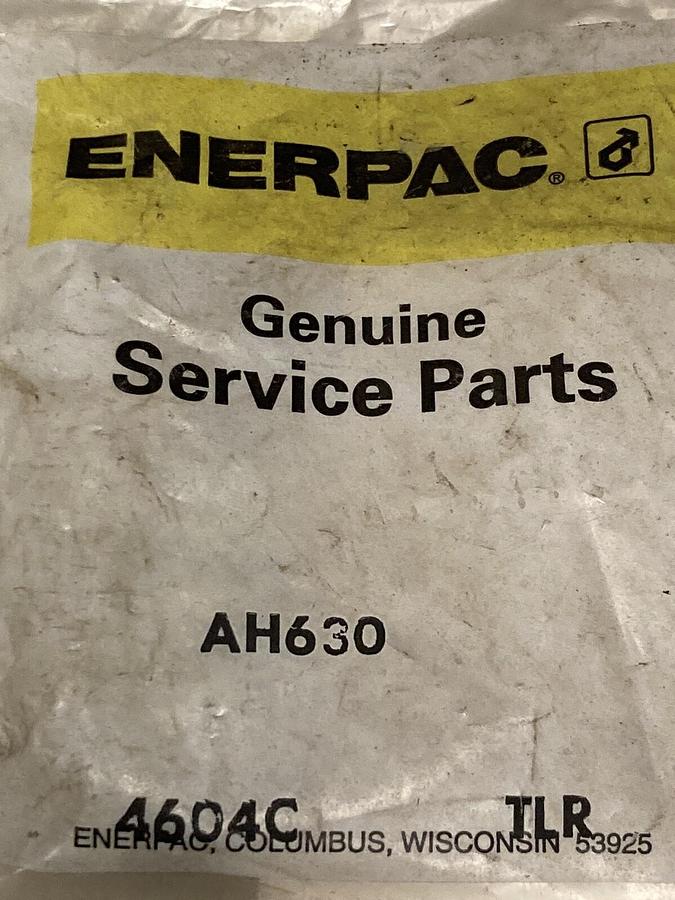 ENERPAC®
Genuine
Service Parts
AH630
4604C TLR
ENERPAC, COLUMBUS, WISCONSIN 53925